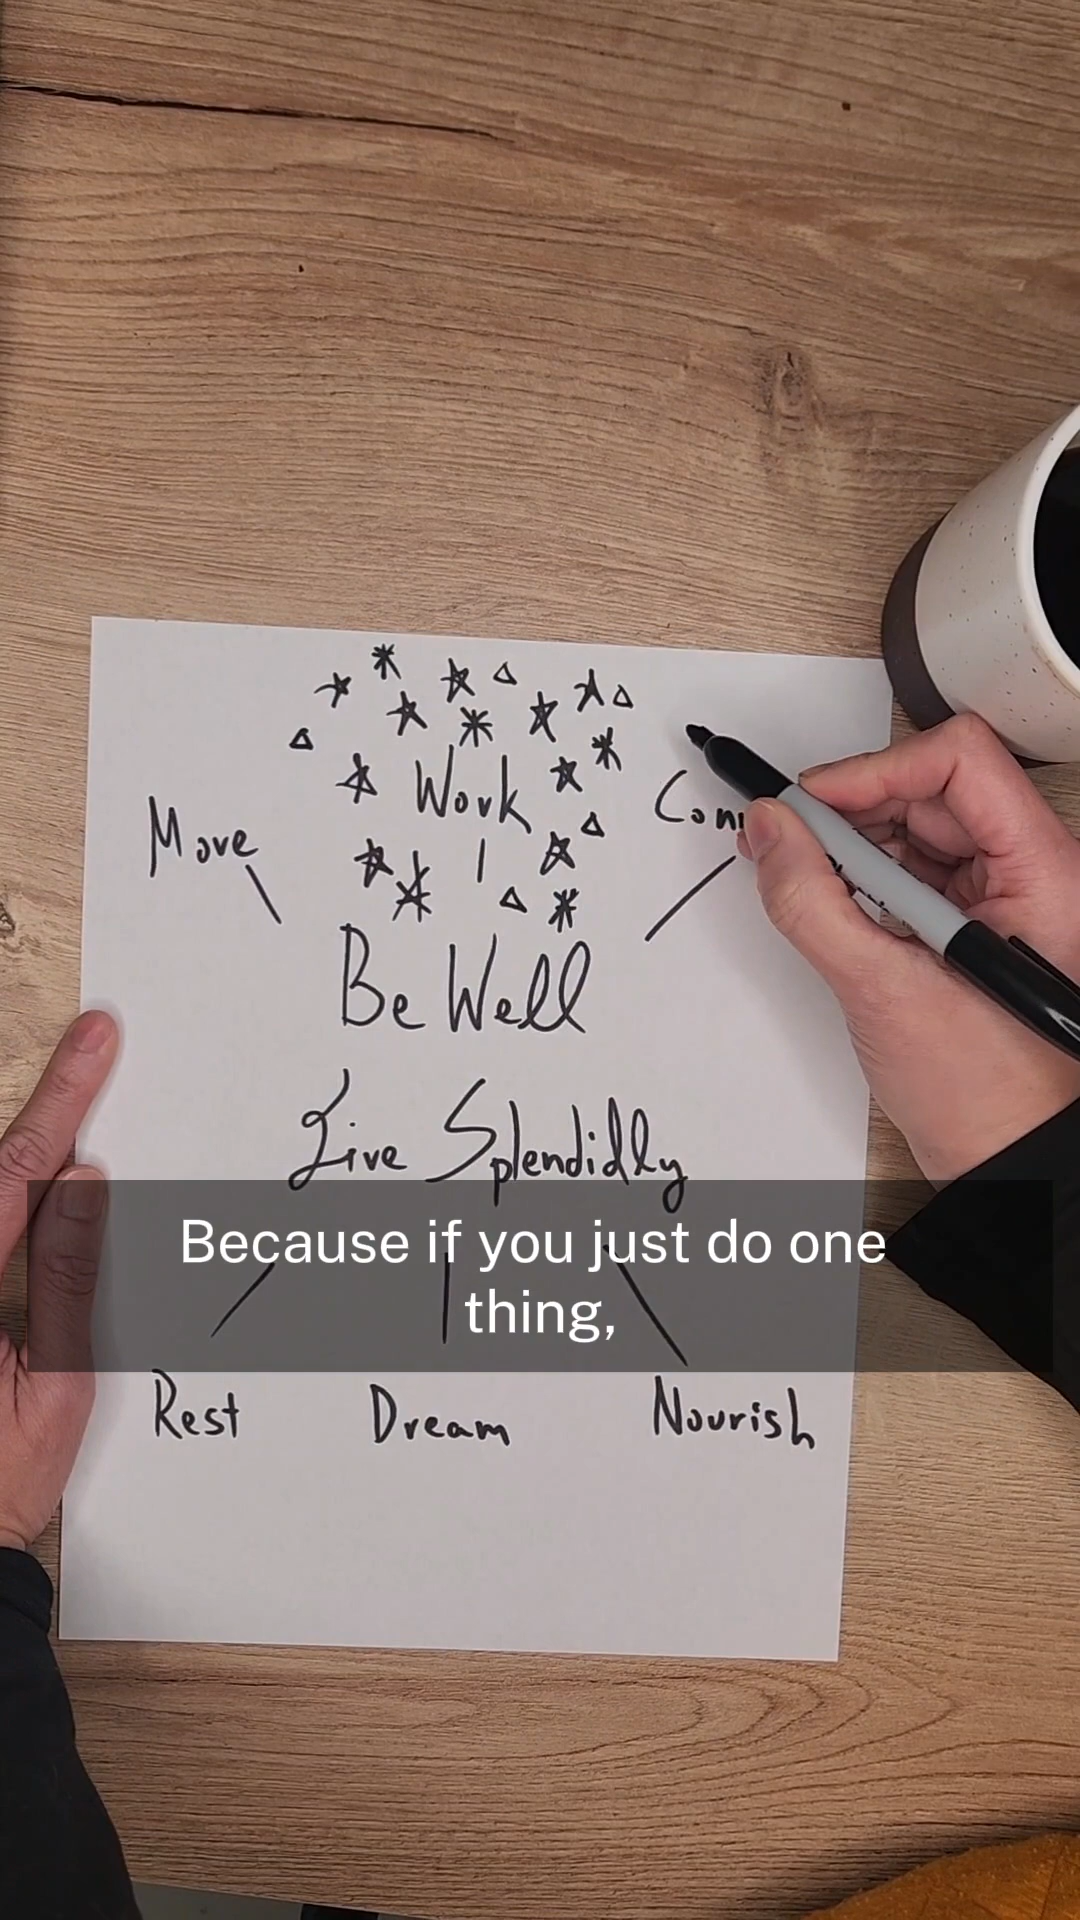 Work
Move
Be Well
Live Splendidly
Because if you just do one
thing,
Rest
Dream
Nourish